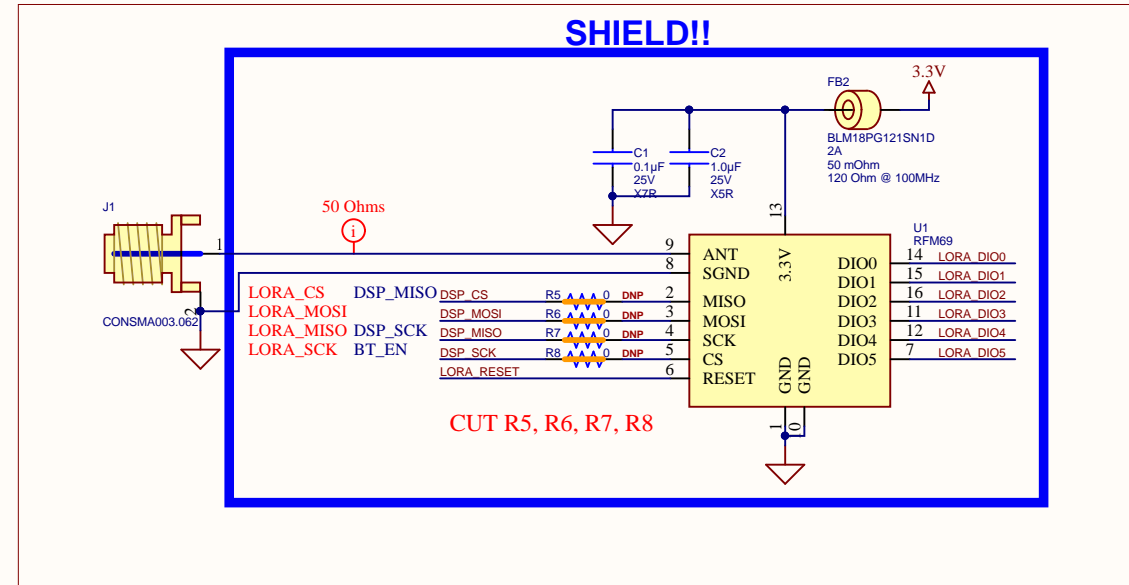 SHIELD!!
3.3V
FB2
BLM18PG121SN1D
2A
50 mOhm
120 Ohm @ 100MHz
C1
0.1µF
25V
X7R
C2
1.0µF
25V
X5R
J1
1
2
CONSMA003.062
50 Ohms
i
13
U1
RFM69
9 ANT
8 SGND
3.3V
LORA_CS DSP_MISO DSP_CS R5 0 DNP 2 MISO
LORA_MOSI DSP_MOSI R6 0 DNP 3 MOSI
LORA_MISO DSP_SCK DSP_MISO R7 0 DNP 4 SCK
LORA_SCK BT_EN DSP_SCK R8 0 DNP 5 CS
LORA_RESET 6 RESET
DIO0 14 LORA_DIO0
DIO1 15 LORA_DIO1
DIO2 16 LORA_DIO2
DIO3 11 LORA_DIO3
DIO4 12 LORA_DIO4
DIO5 7 LORA_DIO5
GND
GND
1
10
CUT R5, R6, R7, R8